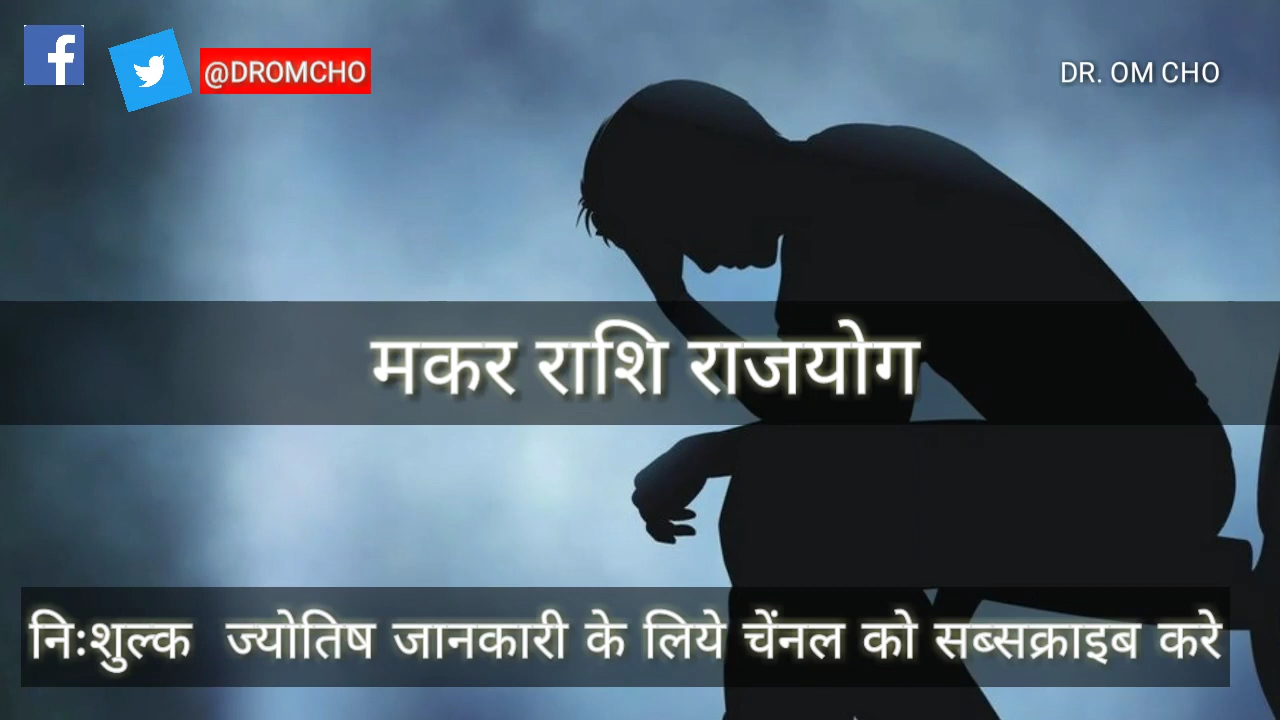 @DROMCHO
DR. OM CHO
मकर राशि राजयोग
नि:शुल्क ज्योतिष जानकारी के लिये चेंनल को सब्सक्राइब करे